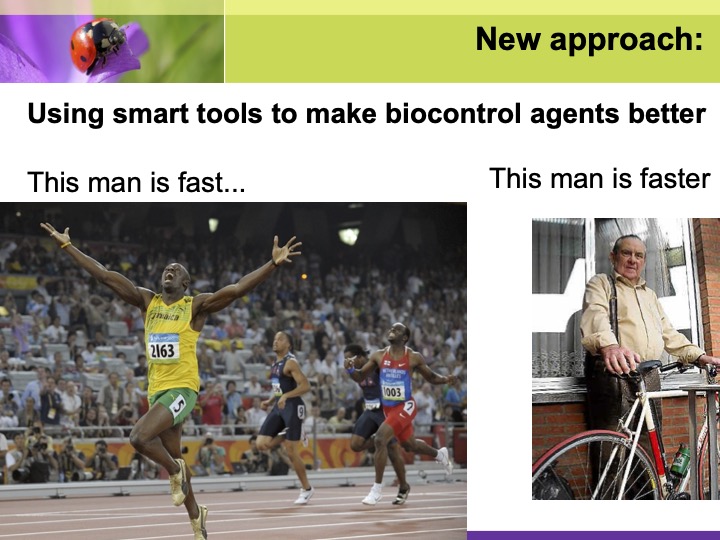 New approach:
Using smart tools to make biocontrol agents better
This man is fast...
This man is faster
2163
1003
5
9
2